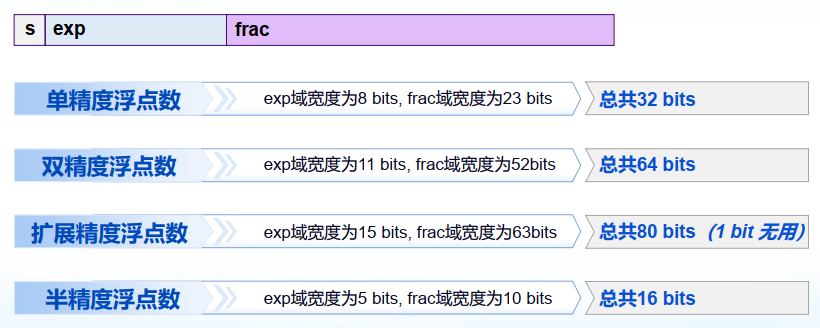 s exp frac
单精度浮点数 exp域宽度为8 bits, frac域宽度为23 bits 总共32 bits
双精度浮点数 exp域宽度为11 bits, frac域宽度为52bits 总共64 bits
扩展精度浮点数 exp域宽度为15 bits, frac域宽度为63bits 总共80 bits（1 bit 无用）
半精度浮点数 exp域宽度为5 bits, frac域宽度为10 bits 总共16 bits